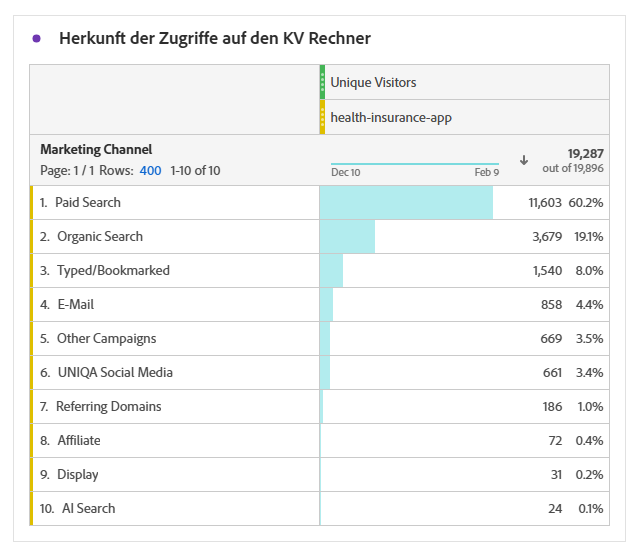 Herkunft der Zugriffe auf den KV Rechner
Unique Visitors
health-insurance-app
Marketing Channel
Page: 1 / 1 Rows: 400 1-10 of 10
Dec 10 Feb 9
19,287
out of 19,896
1. Paid Search 11,603 60.2%
2. Organic Search 3,679 19.1%
3. Typed/Bookmarked 1,540 8.0%
4. E-Mail 858 4.4%
5. Other Campaigns 669 3.5%
6. UNIQA Social Media 661 3.4%
7. Referring Domains 186 1.0%
8. Affiliate 72 0.4%
9. Display 31 0.2%
10. AI Search 24 0.1%